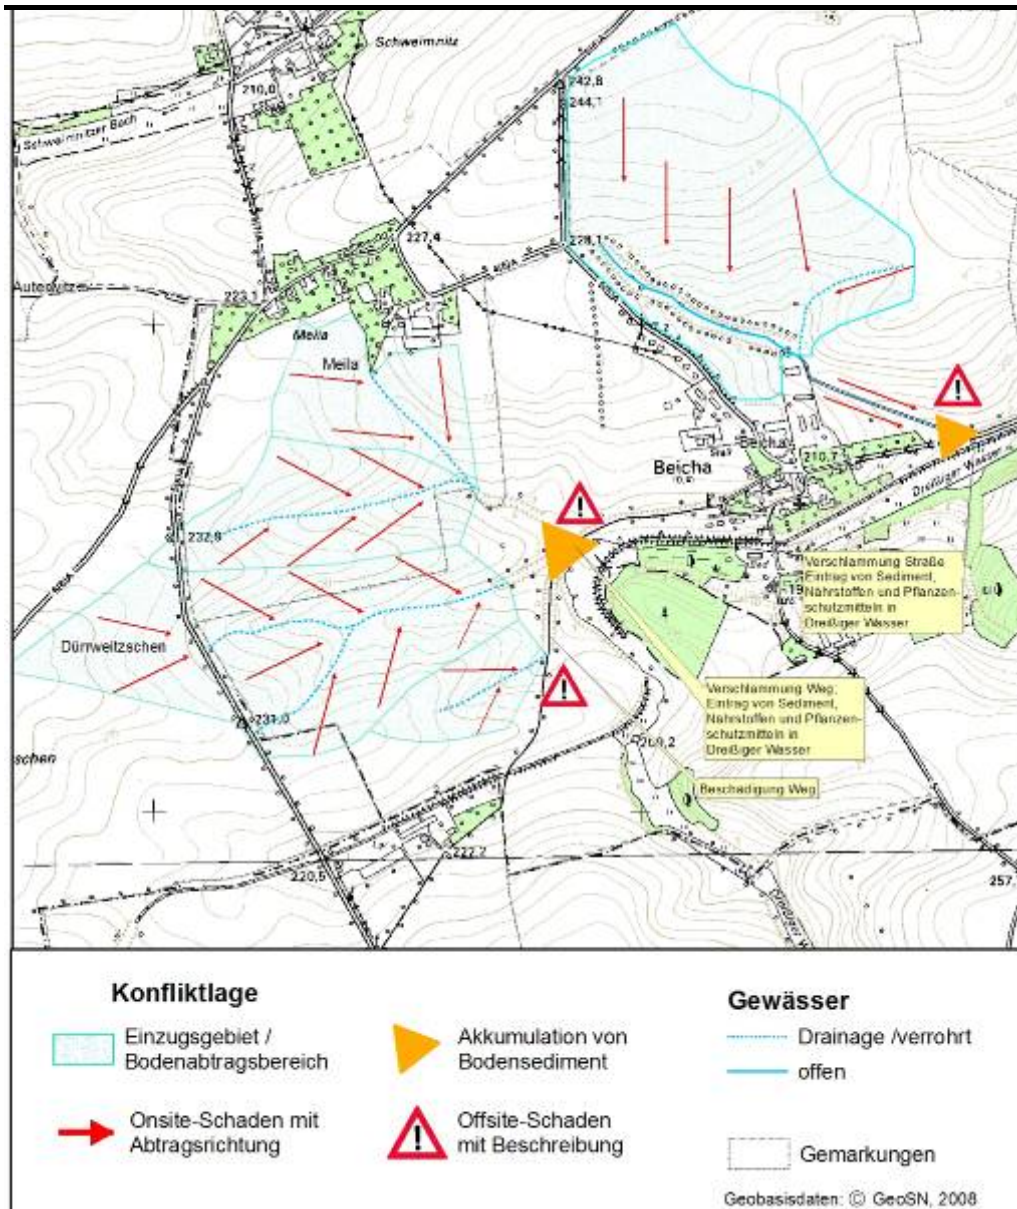 Schweimnitz
242,8
244,1
210,0
Schweimnitzer Bach
227,4
228,1
223,1
Meila
Meila
Beicha
Beicha
210,7
Dreißiger Wasser
232,9
Verschlammung Straße
Eintrag von Sediment,
Nährstoffen und Pflanzen-
schutzmitteln in
Dreißiger Wasser
Dürrweitzschen
Verschlammung Weg;
Eintrag von Sediment,
Nährstoffen und Pflanzen-
schutzmitteln in
Dreißiger Wasser
231,0
schen
Beschädigung Weg
222,2
220,5
257,
Konfliktlage
Einzugsgebiet /
Bodenabtragsbereich
Onsite-Schaden mit
Abtragsrichtung
Akkumulation von
Bodensediment
Offsite-Schaden
mit Beschreibung
Gewässer
Drainage /verrohrt
offen
Gemarkungen
Geobasisdaten: © GeoSN, 2008